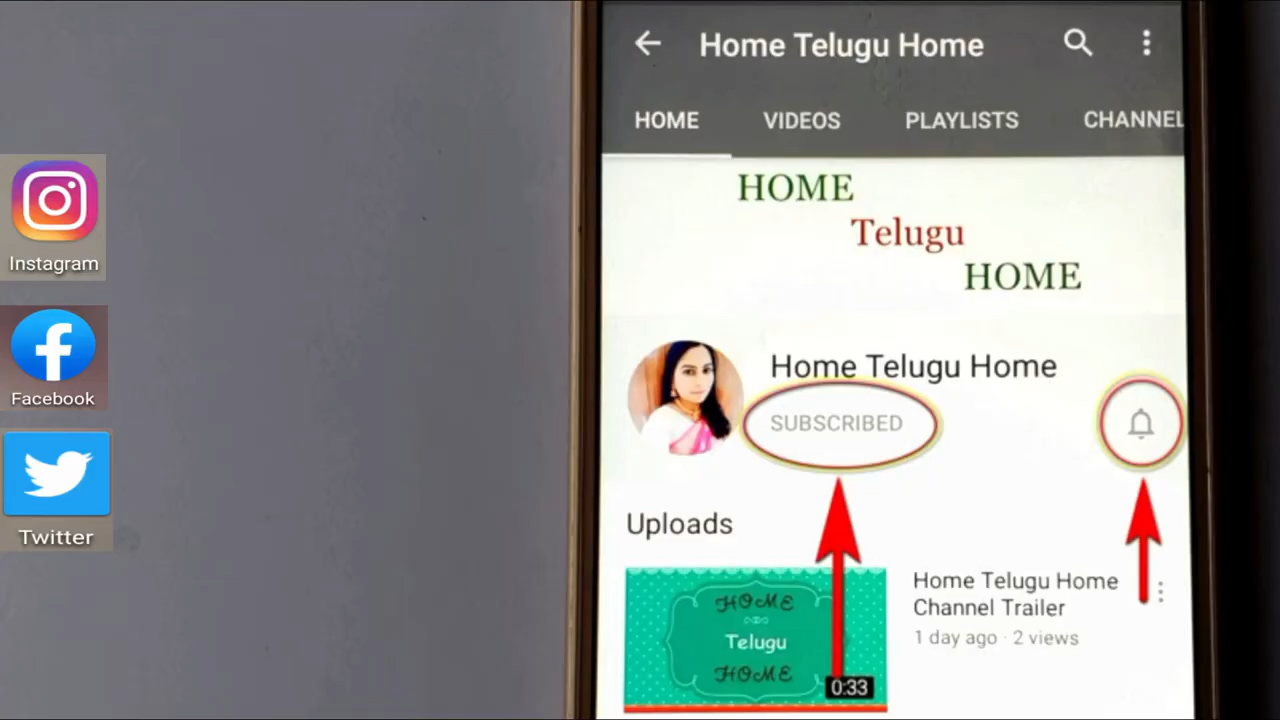 Instagram
Facebook
Twitter
Home Telugu Home
HOME VIDEOS PLAYLISTS CHANNEL
HOME
Telugu
HOME
Home Telugu Home
SUBSCRIBED
Uploads
HOME
Telugu
HOME
0:33
Home Telugu Home
Channel Trailer
1 day ago · 2 views